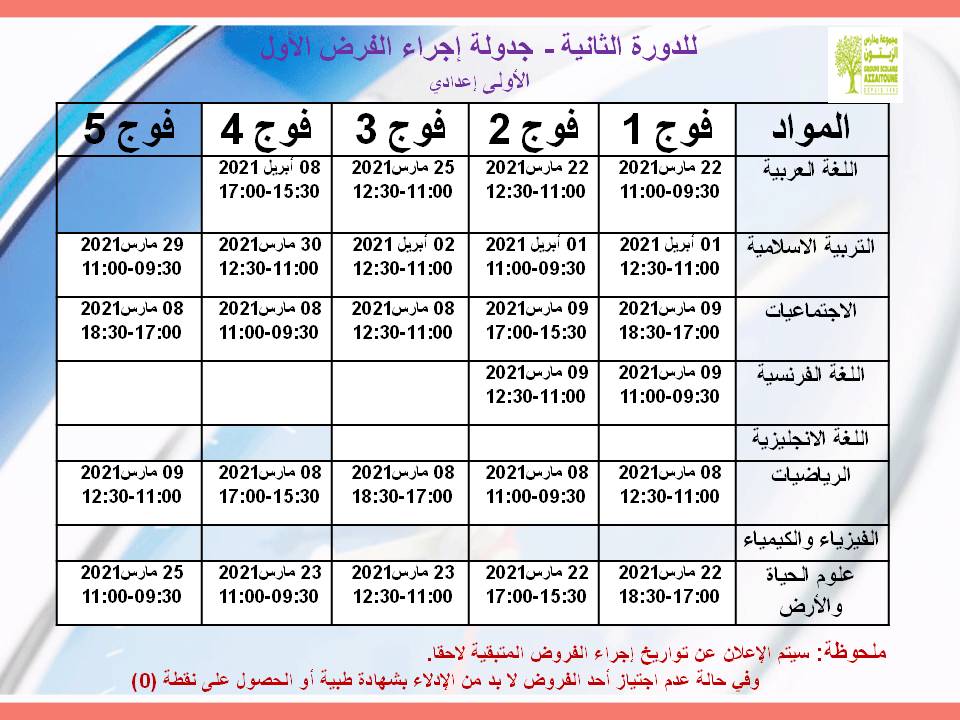 للدورة الثانية - جدولة إجراء الفرض الأول
الأولى إعدادي
مجموعة مدارس
الزيتون
GROUPE SCOLAIRE
AZZAITOUNE
DEPUIS 1993
المواد فوج 1 فوج 2 فوج 3 فوج 4 فوج 5
اللغة العربية 22 مارس2021 22 مارس2021 25 مارس2021 08 أبريل 2021
11:00-09:30 12:30-11:00 12:30-11:00 17:00-15:30
التربية الاسلامية 01 أبريل 2021 01 أبريل 2021 02 أبريل 2021 30 مارس2021 29 مارس2021
12:30-11:00 11:00-09:30 12:30-11:00 12:30-11:00 11:00-09:30
الاجتماعيات 09 مارس2021 09 مارس2021 08 مارس2021 08 مارس2021 08 مارس2021
18:30-17:00 17:00-15:30 12:30-11:00 11:00-09:30 18:30-17:00
اللغة الفرنسية 09 مارس2021 09 مارس2021
11:00-09:30 12:30-11:00
اللغة الانجليزية
الرياضيات 08 مارس2021 08 مارس2021 08 مارس2021 08 مارس2021 09 مارس2021
12:30-11:00 11:00-09:30 18:30-17:00 17:00-15:30 12:30-11:00
الفيزياء والكيمياء
علوم الحياة 22 مارس2021 22 مارس2021 23 مارس2021 23 مارس2021 25 مارس2021
والأرض 18:30-17:00 17:00-15:30 12:30-11:00 11:00-09:30 11:00-09:30
ملحوظة: سيتم الإعلان عن تواريخ إجراء الفروض المتبقية لاحقا.
وفي حالة عدم اجتياز أحد الفروض لا بد من الإدلاء بشهادة طبية أو الحصول على نقطة (0)